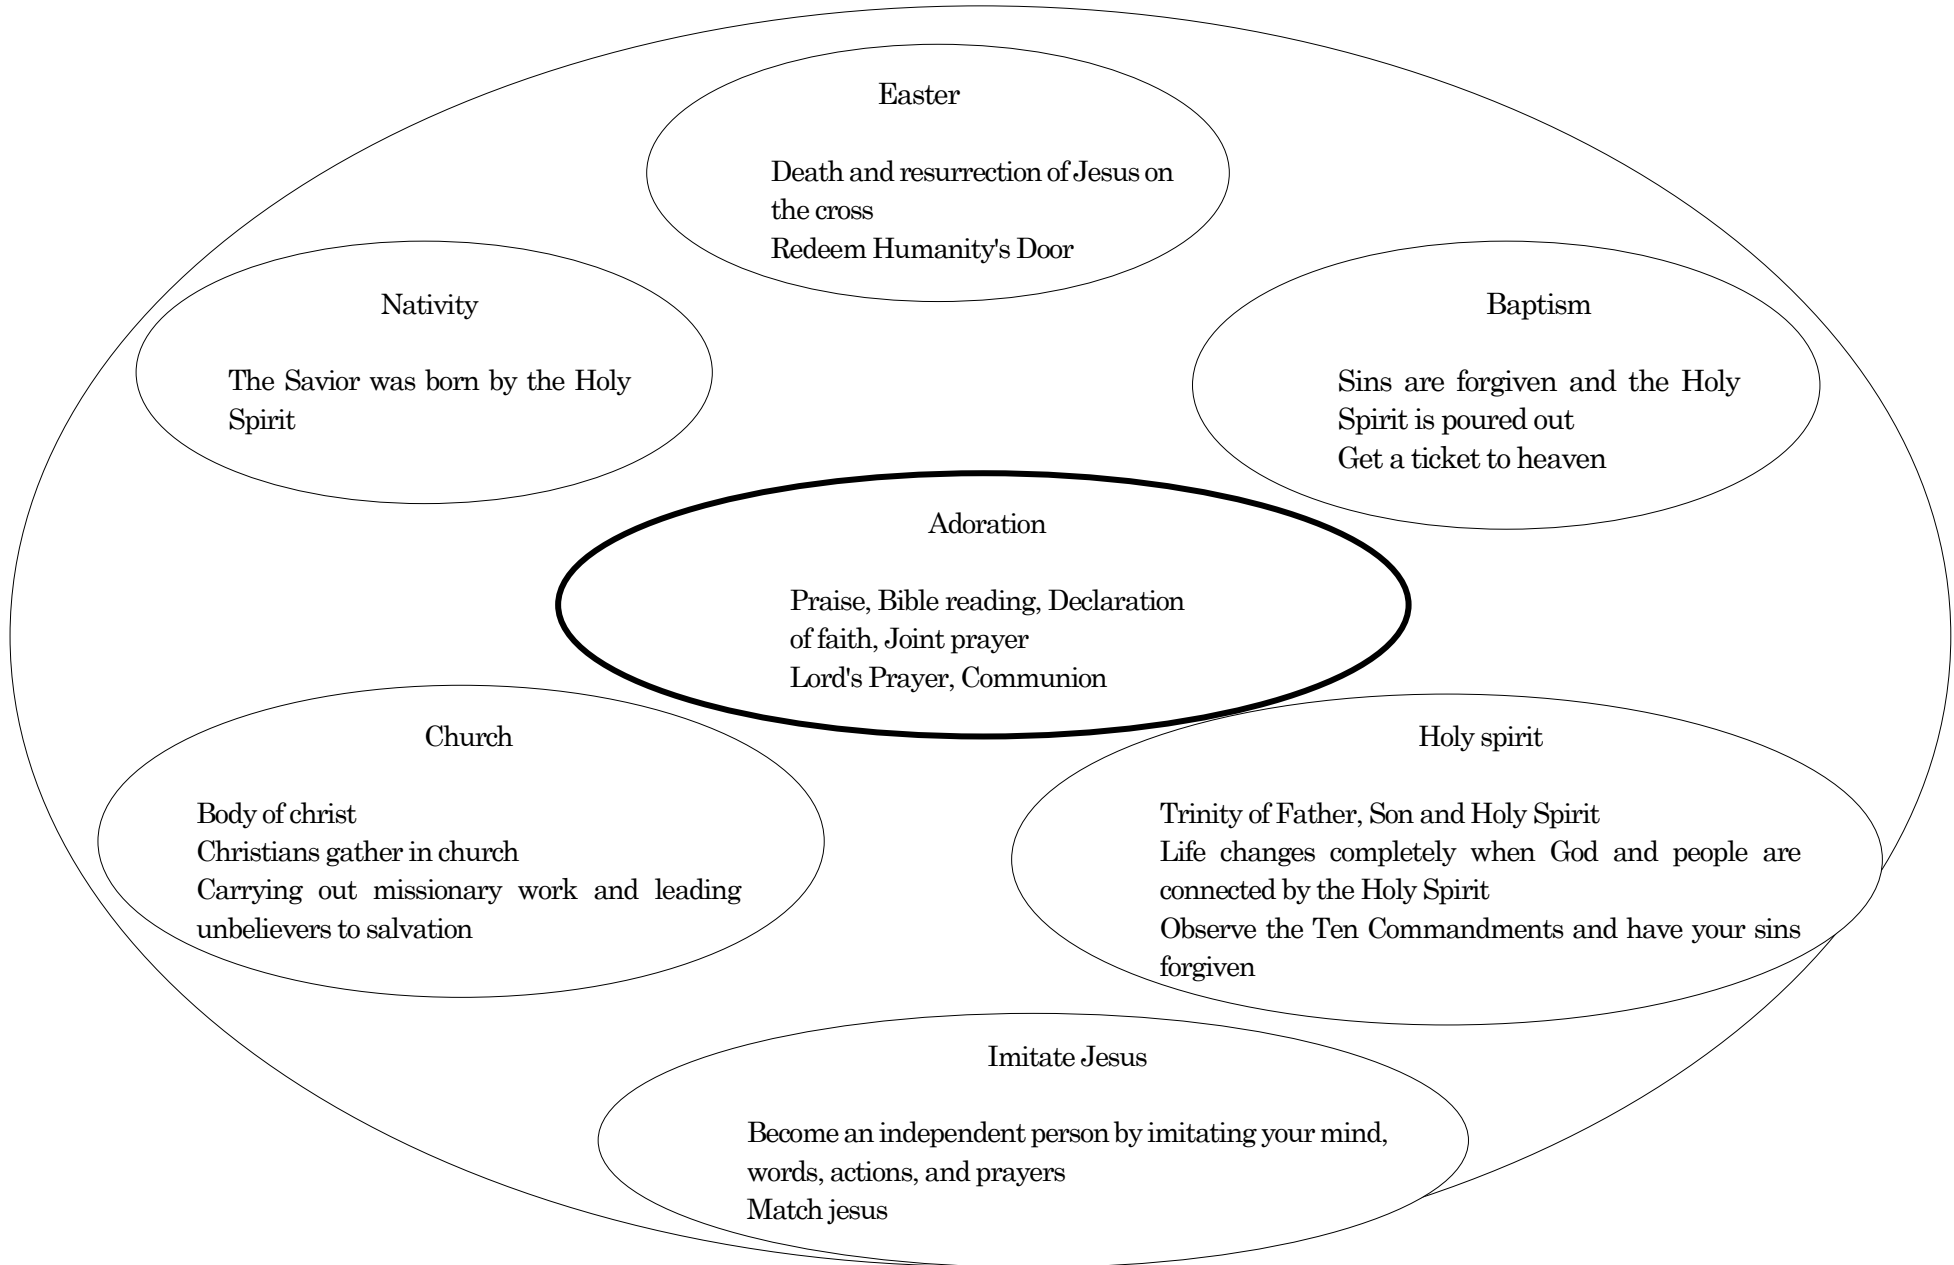 Easter
Death and resurrection of Jesus on
the cross
Redeem Humanity's Door
Nativity
The Savior was born by the Holy
Spirit
Baptism
Sins are forgiven and the Holy
Spirit is poured out
Get a ticket to heaven
Adoration
Praise, Bible reading, Declaration
of faith, Joint prayer
Lord's Prayer, Communion
Church
Body of christ
Christians gather in church
Carrying out missionary work and leading
unbelievers to salvation
Holy spirit
Trinity of Father, Son and Holy Spirit
Life changes completely when God and people are
connected by the Holy Spirit
Observe the Ten Commandments and have your sins
forgiven
Imitate Jesus
Become an independent person by imitating your mind,
words, actions, and prayers
Match jesus